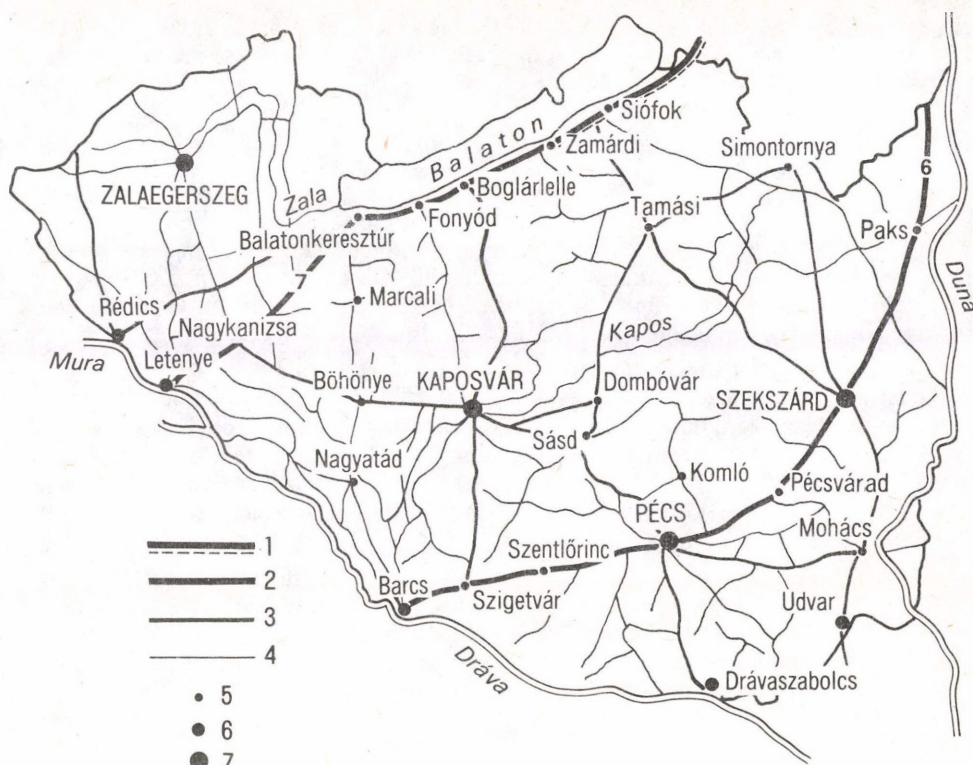 Siófok
Balaton
Zamárdi
Simontornya
6
ZALAEGERSZEG
Zala
Boglárlelle
Fonyód
Tamási
Paks
Balatonkeresztúr
7
Duna
Rédics
Marcali
Nagykanizsa
Kapos
Mura
Letenye
Böhönye
KAPOSVÁR
Dombóvár
SZEKSZÁRD
Sásd
Nagyatád
Komló
Pécsvárad
PÉCS
Mohács
Szentlőrinc
Barcs
Szigetvár
Udvar
Dráva
Drávaszabolcs
1
2
3
4
5
6
7